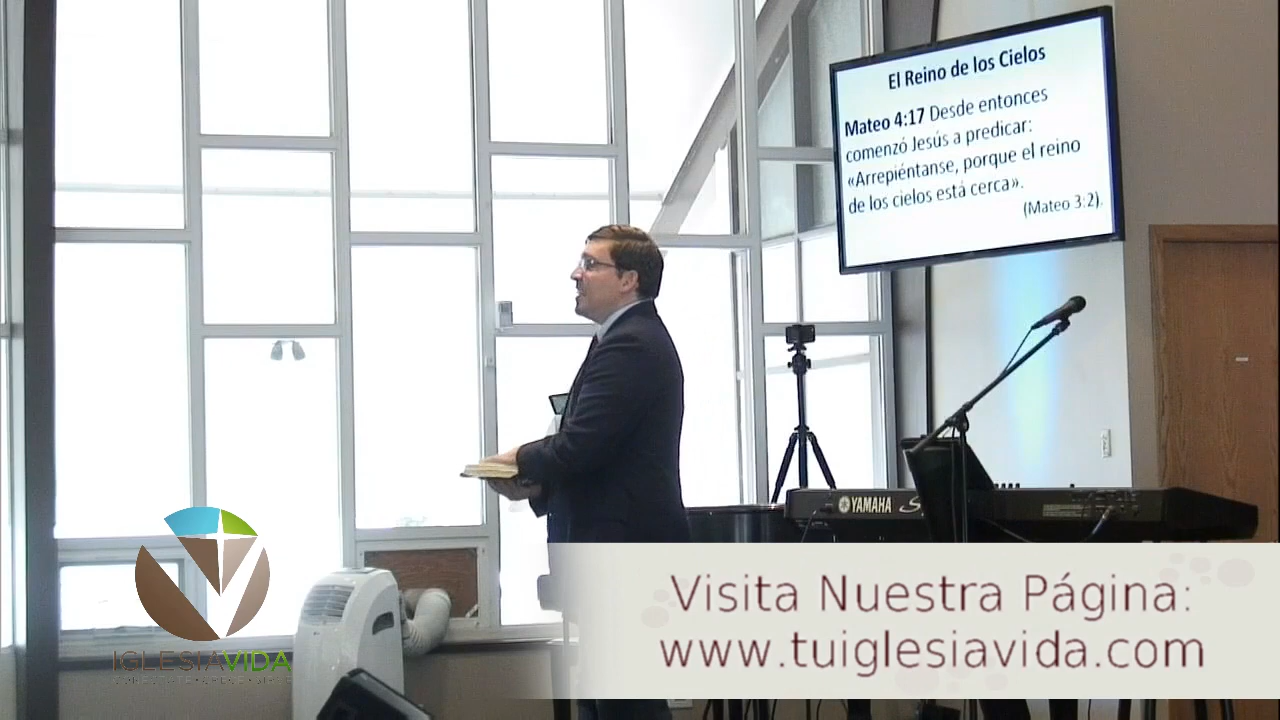 El Reino de los Cielos
Mateo 4:17 Desde entonces
comenzó Jesús a predicar:
«Arrepiéntanse, porque el reino
de los cielos está cerca».
(Mateo 3:2).
YAMAHA S
Visita Nuestra Página:
www.tuiglesiavida.com
IGLESIAVIDA